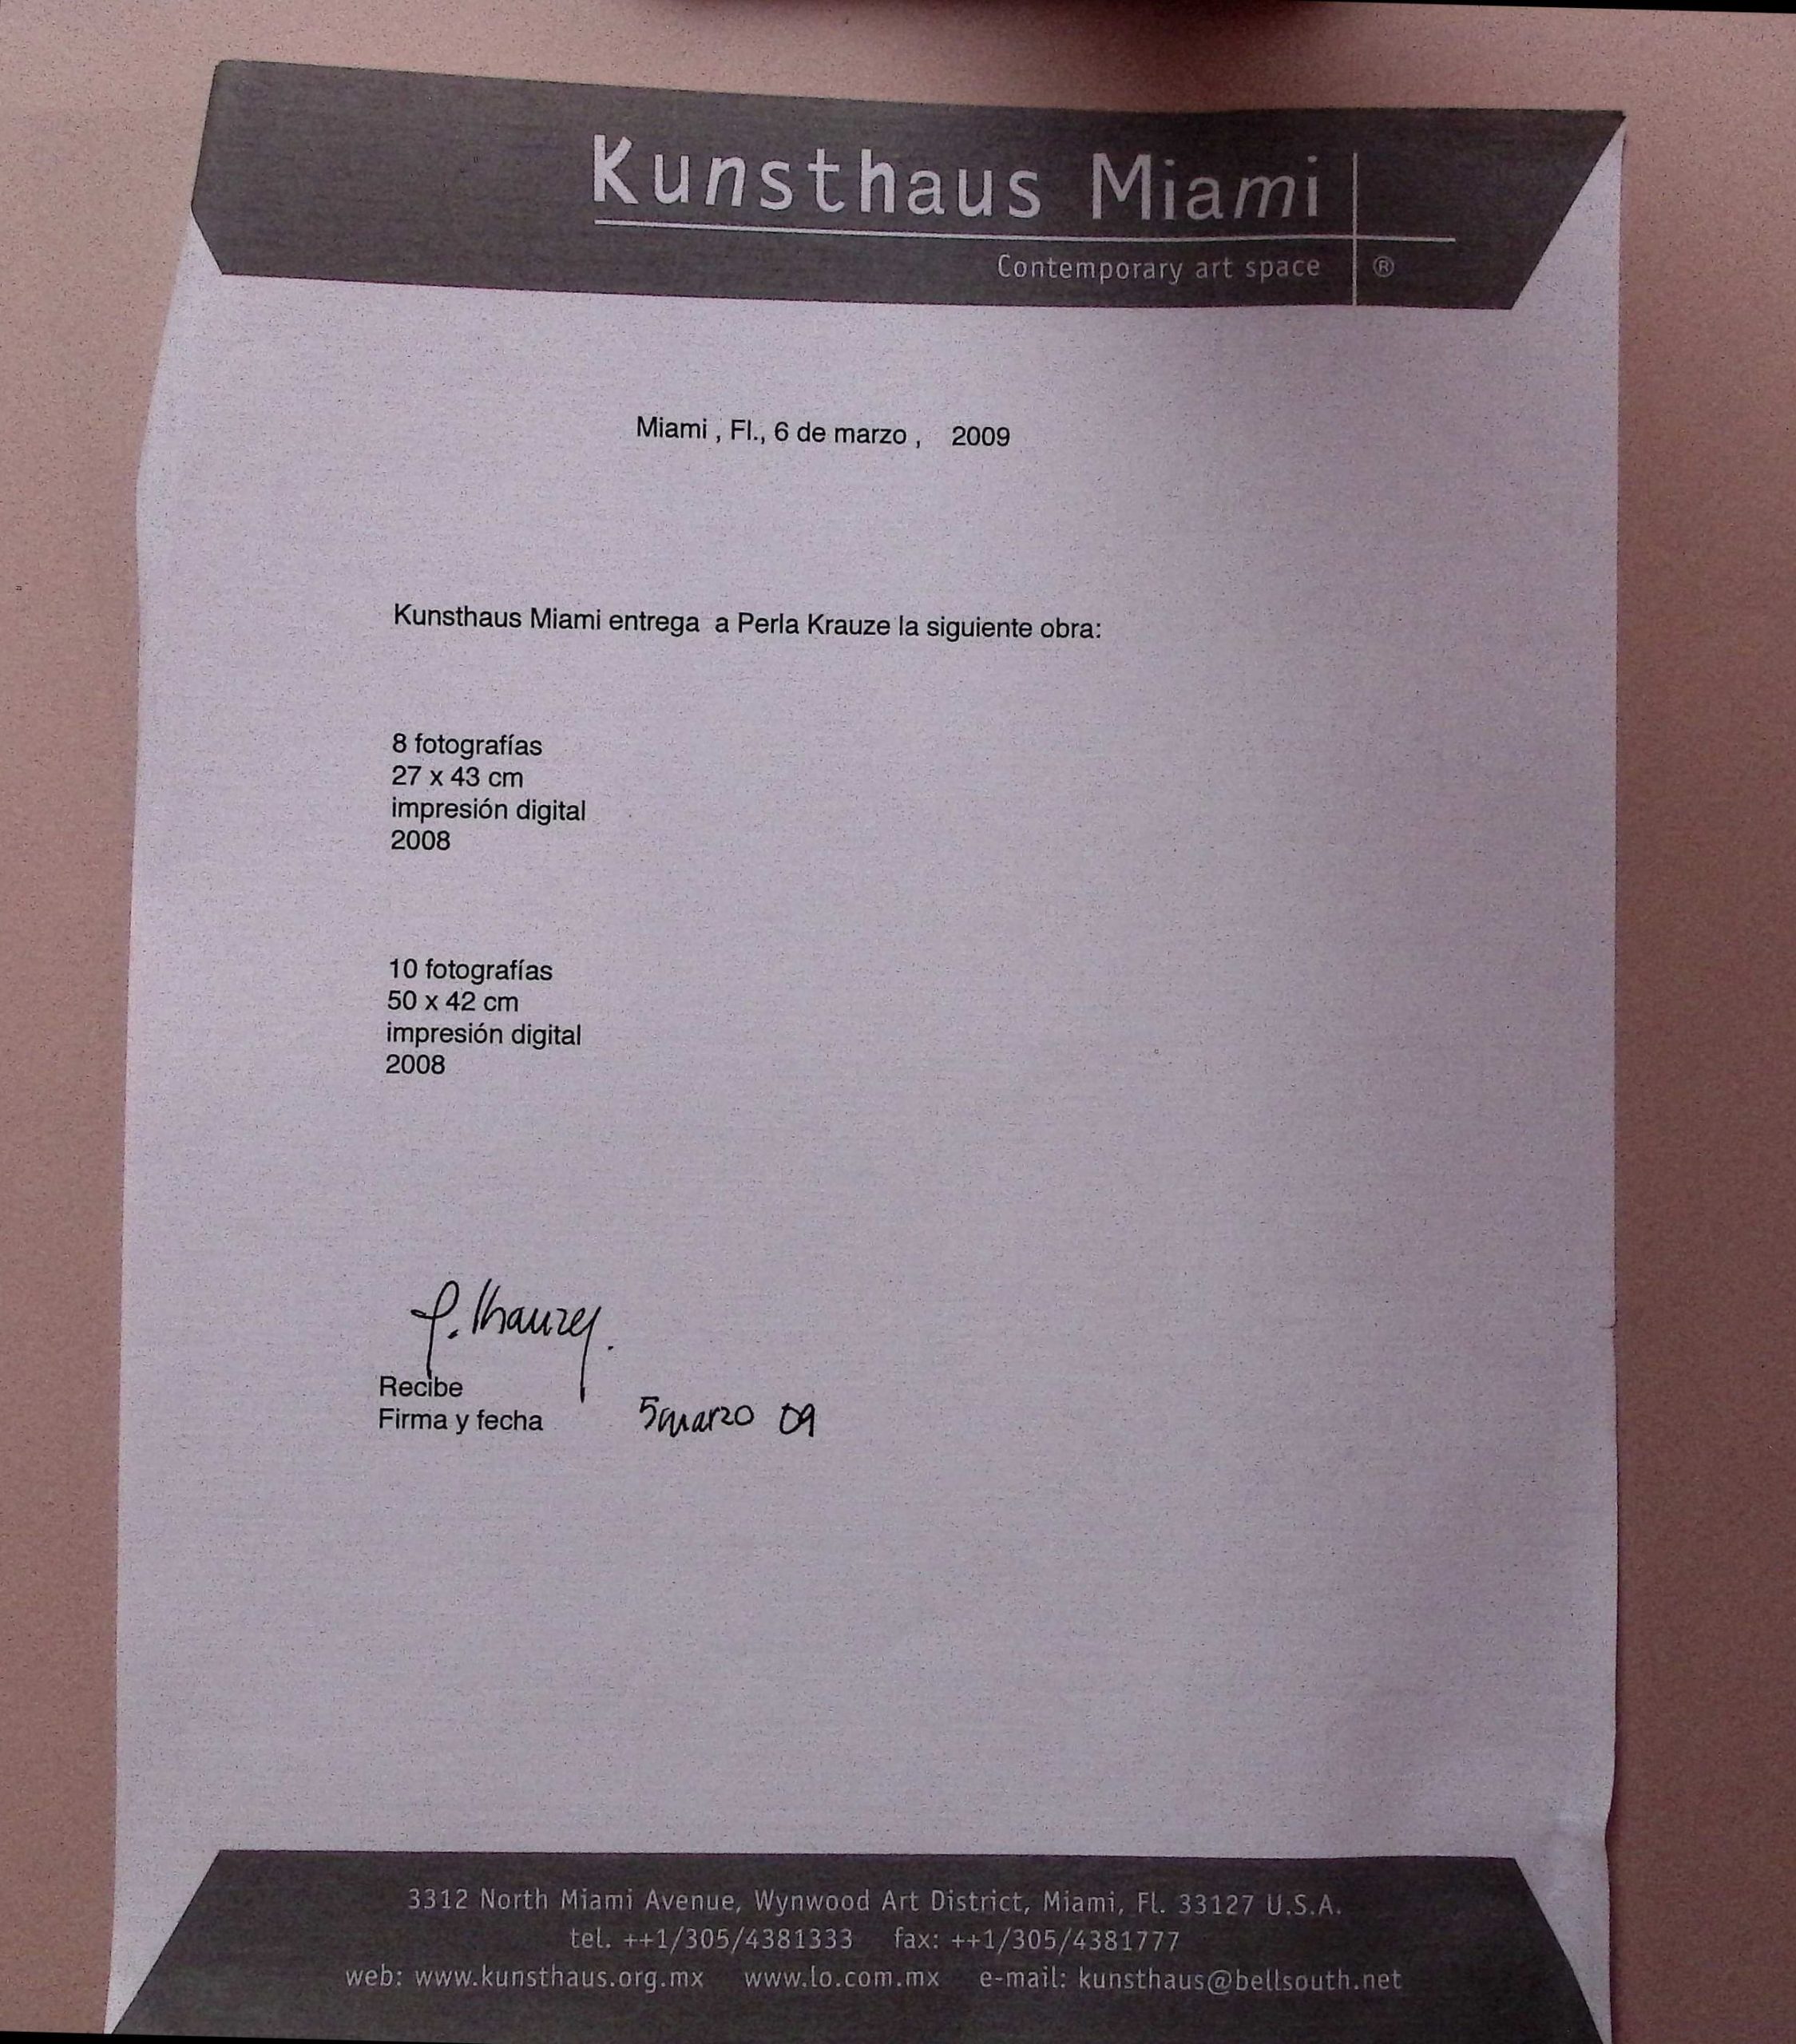 Kunsthaus Miami
Contemporary art space ®
Miami , Fl., 6 de marzo , 2009
Kunsthaus Miami entrega a Perla Krauze la siguiente obra:
8 fotografías
27 x 43 cm
impresión digital
2008
10 fotografías
50 x 42 cm
impresión digital
2008
P. Krauze.
Recibe
Firma y fecha 5 marzo 09
3312 North Miami Avenue, Wynwood Art District, Miami, Fl. 33127 U.S.A.
tel. ++1/305/4381333 fax: ++1/305/4381777
web: www.kunsthaus.org.mx www.lo.com.mx e-mail: kunsthaus@bellsouth.net